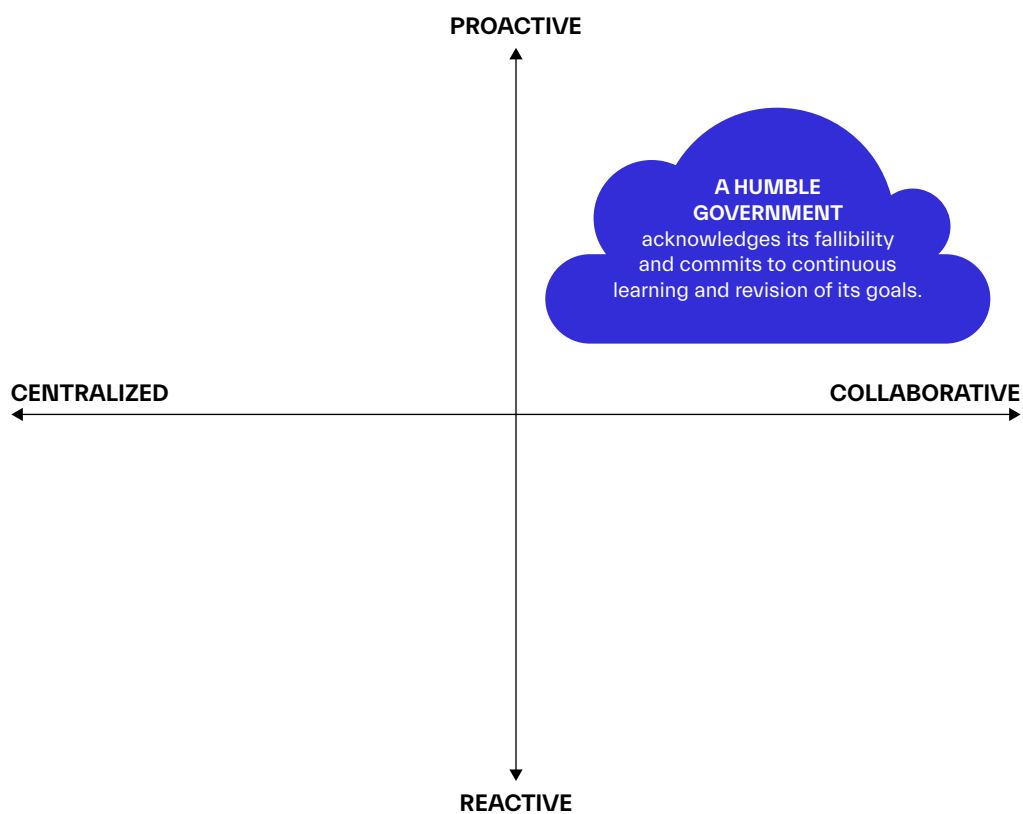 PROACTIVE
A HUMBLE
GOVERNMENT
acknowledges its fallibility
and commits to continuous
learning and revision of its goals.
CENTRALIZED
COLLABORATIVE
REACTIVE